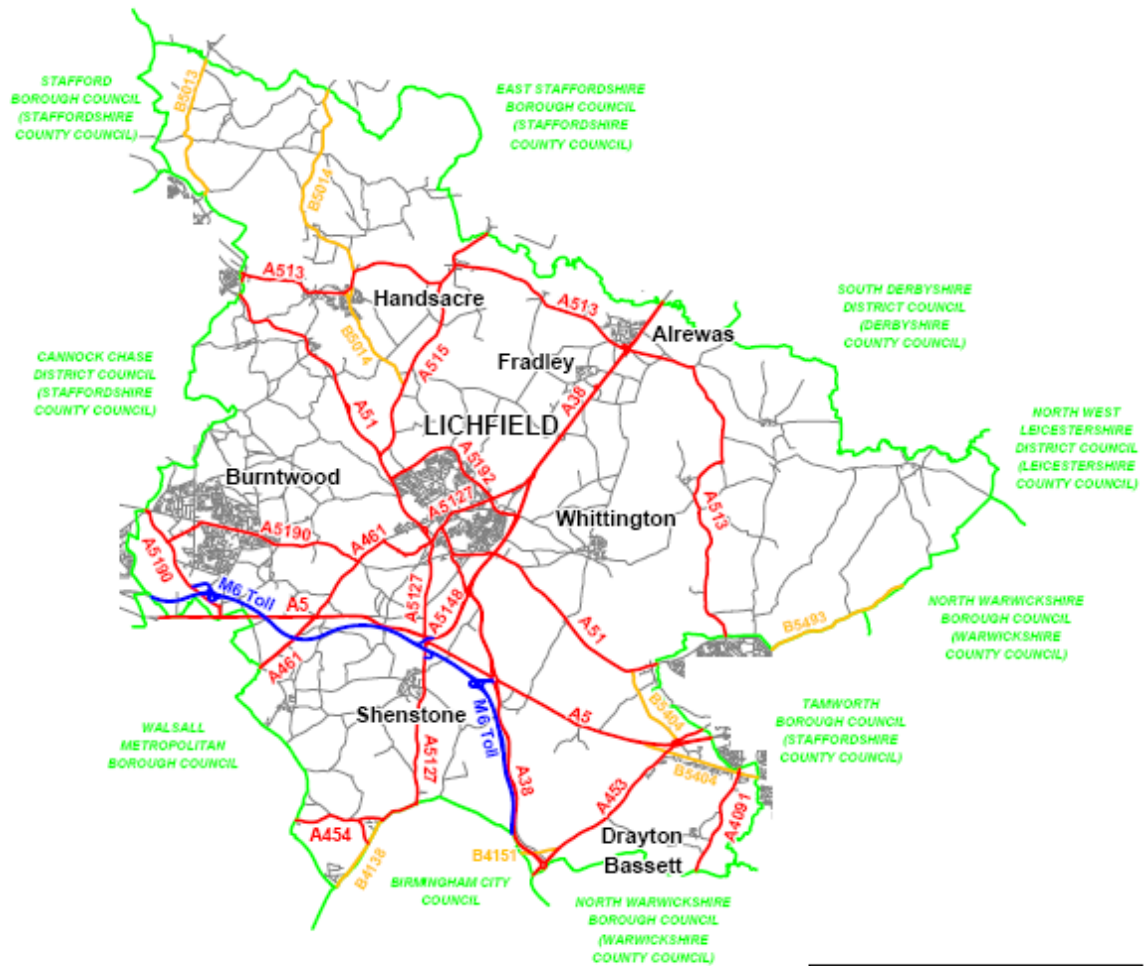 STAFFORD
BOROUGH COUNCIL
(STAFFORDSHIRE
COUNTY COUNCIL)
B5013
EAST STAFFORDSHIRE
BOROUGH COUNCIL
(STAFFORDSHIRE
COUNTY COUNCIL)
B5014
A513
Handsacre
A513
SOUTH DERBYSHIRE
DISTRICT COUNCIL
(DERBYSHIRE
COUNTY COUNCIL)
Alrewas
B5014
A515
Fradley
CANNOCK CHASE
DISTRICT COUNCIL
(STAFFORDSHIRE
COUNTY COUNCIL)
A51
A38
LICHFIELD
NORTH WEST
LEICESTERSHIRE
DISTRICT COUNCIL
(LEICESTERSHIRE
COUNTY COUNCIL)
Burntwood
A5192
A5127
Whittington
A513
A5190
A461
A5190
M6 Toll
A5
A5127
A5148
A51
B5493
NORTH WARWICKSHIRE
BOROUGH COUNCIL
(WARWICKSHIRE
COUNTY COUNCIL)
A461
Shenstone
M6 Toll
A5
B5404
TAMWORTH
BOROUGH COUNCIL
(STAFFORDSHIRE
COUNTY COUNCIL)
WALSALL
METROPOLITAN
BOROUGH COUNCIL
A5127
A38
B5404
A453
A4091
A454
B4138
B4151
Drayton
Bassett
BIRMINGHAM CITY
COUNCIL
NORTH WARWICKSHIRE
BOROUGH COUNCIL
(WARWICKSHIRE
COUNTY COUNCIL)